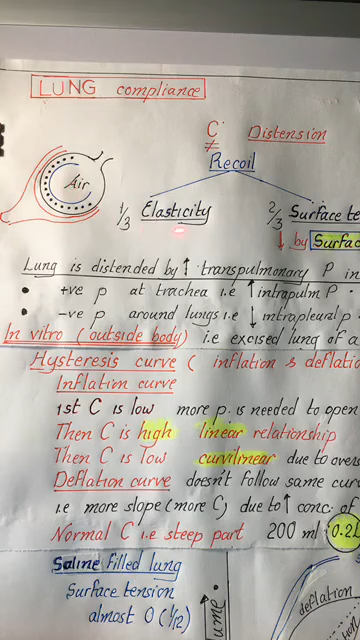 LUNG compliance
C Distension
≠
Recoil
Air
1/3 Elasticity 2/3 Surface te
↓ by Surfac
Lung is distended by ↑ transpulmonary P in
• +ve p at trachea i.e ↑ intrapulm P.
• -ve p around lungs i.e ↓ intrapleural p.
In vitro (outside body) i.e excised lung of a
Hysteresis curve ( inflation & deflatio
Inflation curve
1st C is low more p. is needed to open
Then C is high linear relationship
Then C is Low curvilinear due to overs
Deflation curve doesn't follow same curv
i.e more slope (more C) due to ↑ conc. of
Normal C i.e steep part 200 ml 0.2L
Saline filled lung
Surface tension
almost 0 (1/12)
ume
deflation